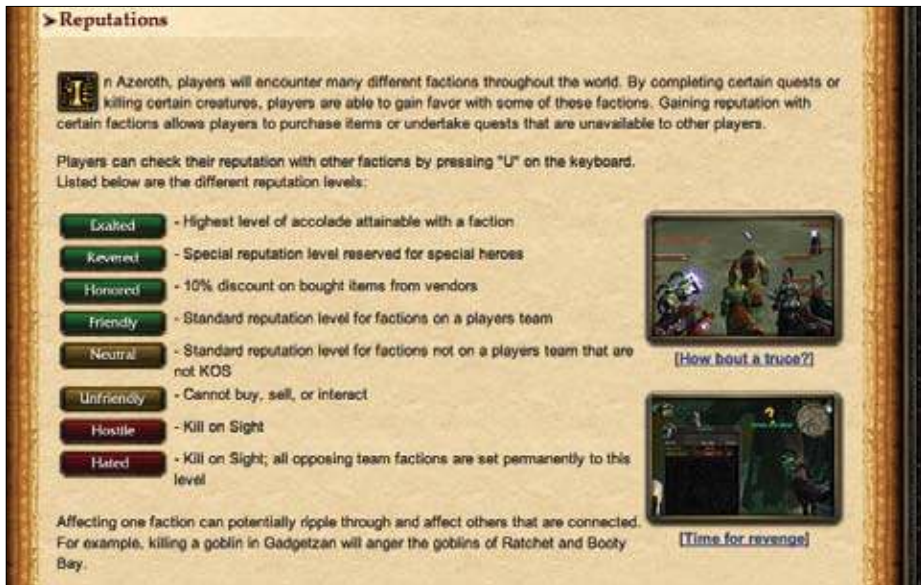 Reputations
In Azeroth, players will encounter many different factions throughout the world. By completing certain quests or
killing certain creatures, players are able to gain favor with some of these factions. Gaining reputation with
certain factions allows players to purchase items or undertake quests that are unavailable to other players.
Players can check their reputation with other factions by pressing "U" on the keyboard.
Listed below are the different reputation levels:
Exalted - Highest level of accolade attainable with a faction
Revered - Special reputation level reserved for special heroes
Honored - 10% discount on bought items from vendors
Friendly - Standard reputation level for factions on a players team
Neutral - Standard reputation level for factions not on a players team that are
not KOS
Unfriendly - Cannot buy, sell, or interact
Hostile - Kill on Sight
Hated - Kill on Sight; all opposing team factions are set permanently to this
level
[How bout a truce?]
[Time for revenge]
Affecting one faction can potentially ripple through and affect others that are connected.
For example, killing a goblin in Gadgetzan will anger the goblins of Ratchet and Booty
Bay.